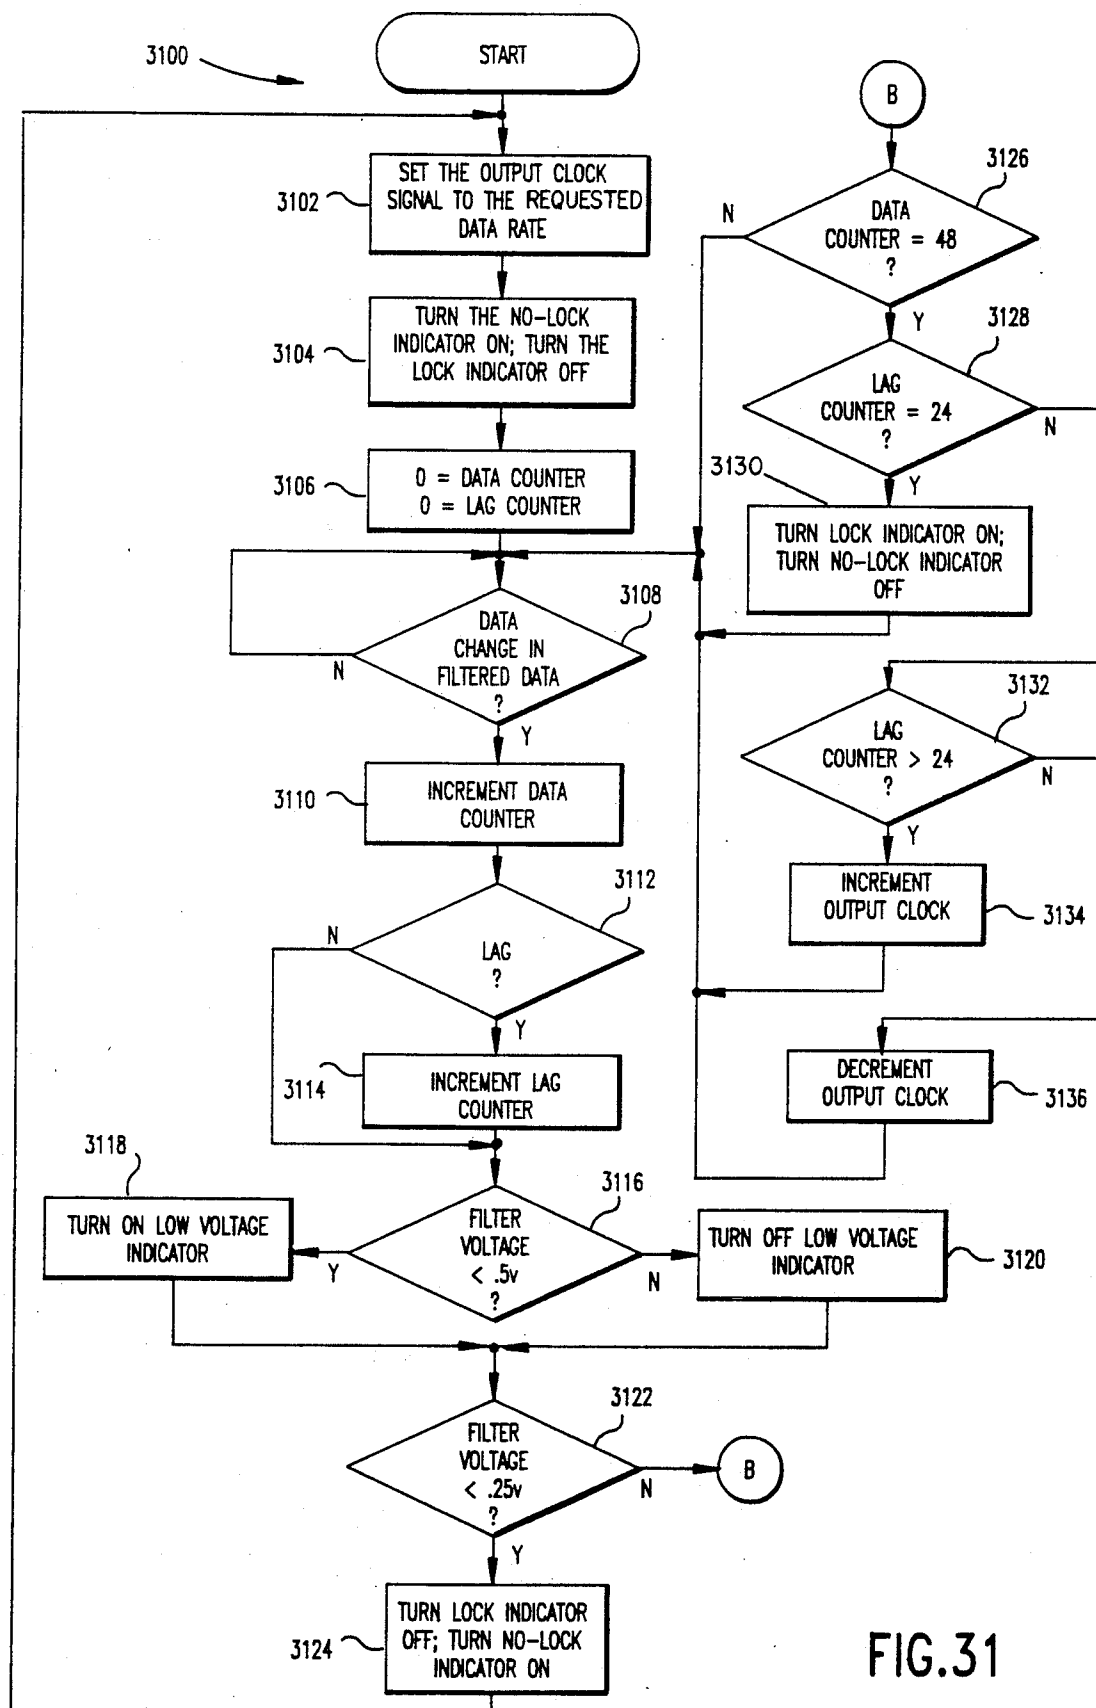 3100
START
3102
SET THE OUTPUT CLOCK
SIGNAL TO THE REQUESTED
DATA RATE
3104
TURN THE NO-LOCK
INDICATOR ON; TURN THE
LOCK INDICATOR OFF
3106
0 = DATA COUNTER
0 = LAG COUNTER
3108
DATA
CHANGE IN
FILTERED DATA
?
N
Y
3110
INCREMENT DATA
COUNTER
3112
N
LAG
?
Y
3114
INCREMENT LAG
COUNTER
3118
TURN ON LOW VOLTAGE
INDICATOR
3116
FILTER
VOLTAGE
< .5v
?
Y
N
TURN OFF LOW VOLTAGE
INDICATOR
3120
3122
FILTER
VOLTAGE
< .25v
?
N
B
Y
3124
TURN LOCK INDICATOR
OFF; TURN NO-LOCK
INDICATOR ON
B
3126
N
DATA
COUNTER = 48
?
Y
3128
LAG
COUNTER = 24
?
N
Y
3130
TURN LOCK INDICATOR ON;
TURN NO-LOCK INDICATOR
OFF
3132
LAG
COUNTER > 24
?
N
Y
INCREMENT
OUTPUT CLOCK
3134
DECREMENT
OUTPUT CLOCK
3136
FIG.31